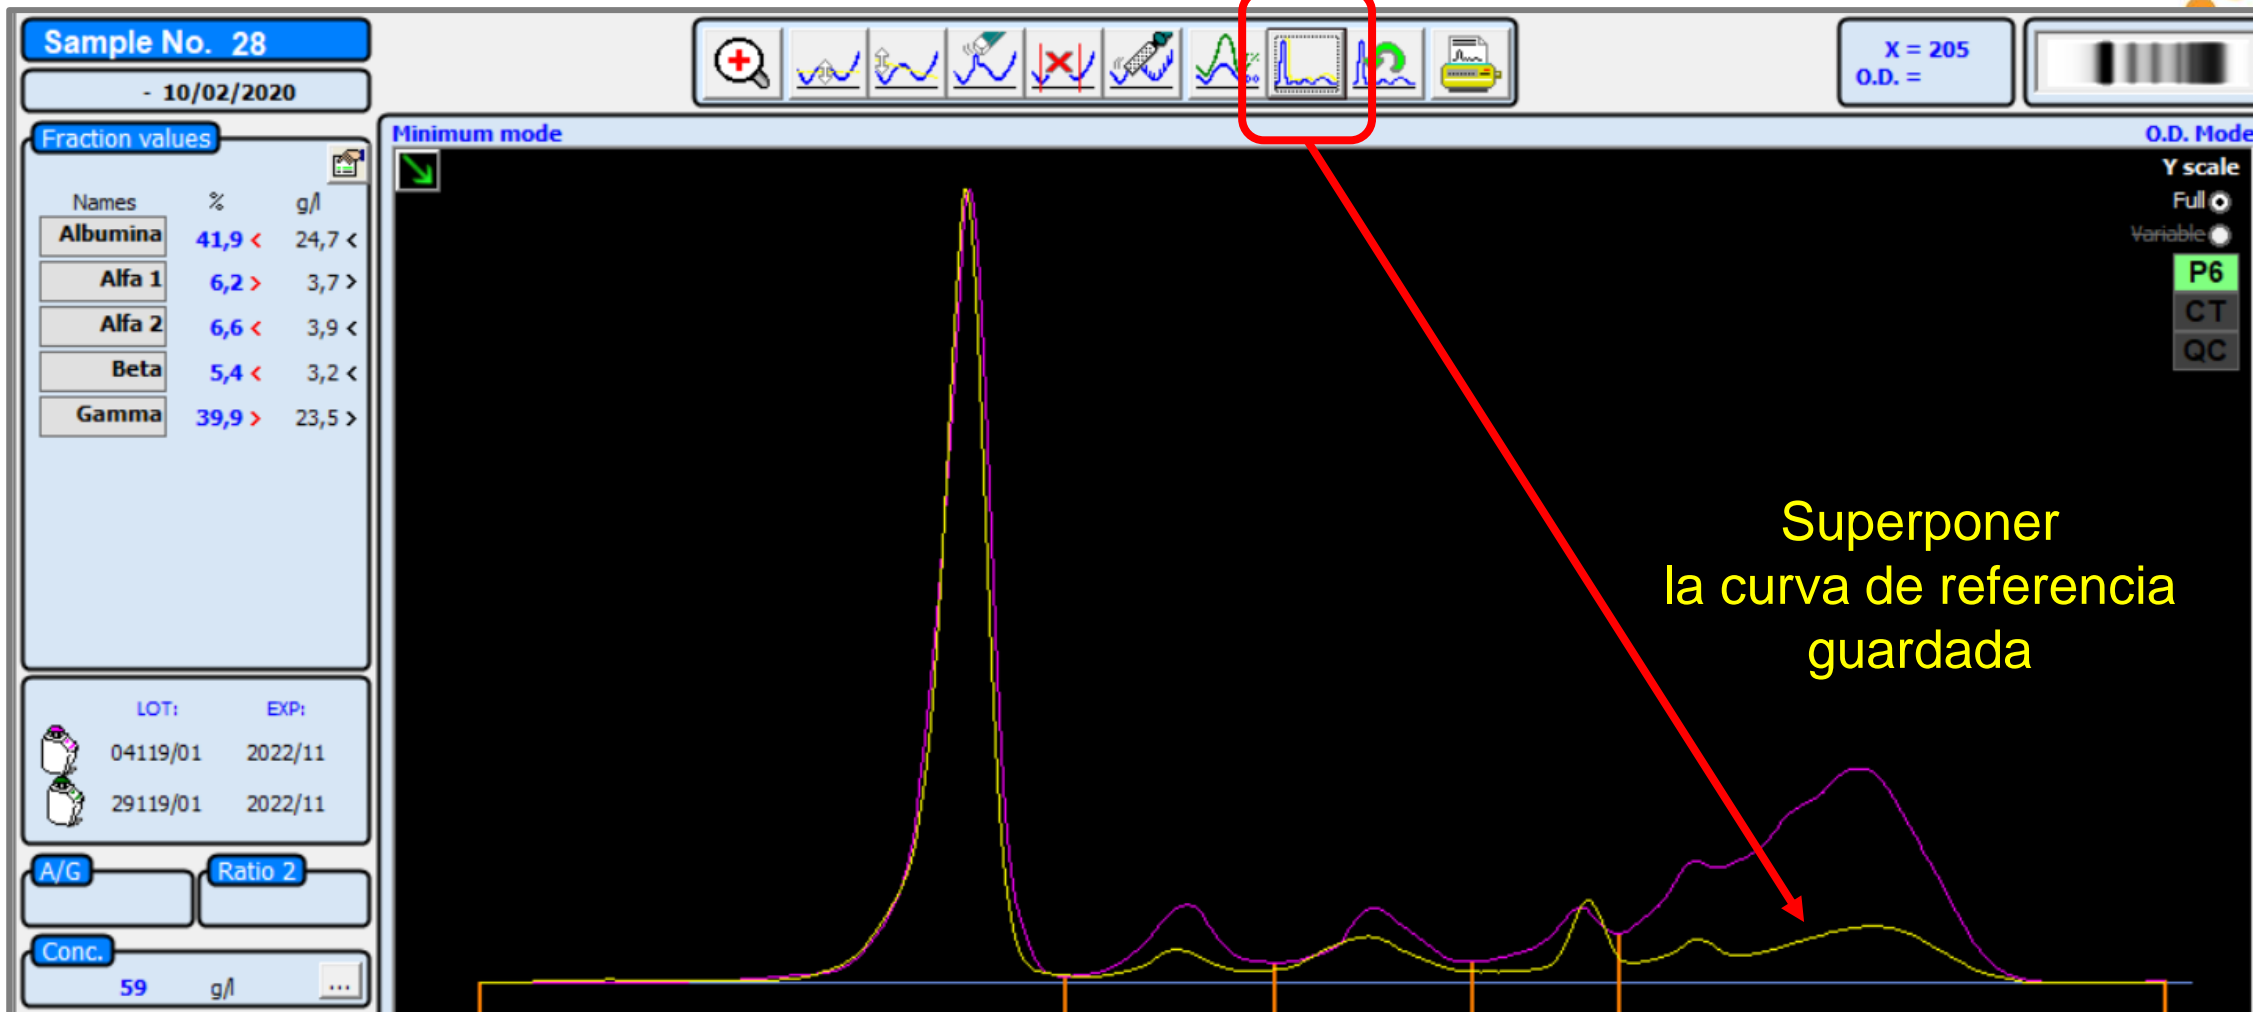 Sample No. 28
- 10/02/2020
X = 205
O.D. =
Fraction values
Names % g/l
Albumina 41,9 < 24,7 <
Alfa 1 6,2 > 3,7 >
Alfa 2 6,6 < 3,9 <
Beta 5,4 < 3,2 <
Gamma 39,9 > 23,5 >
LOT: EXP:
04119/01 2022/11
29119/01 2022/11
A/G Ratio 2
Conc.
59 g/l ...
Minimum mode
O.D. Mode
Y scale
Full
Variable
P6
CT
QC
Superponer
la curva de referencia
guardada